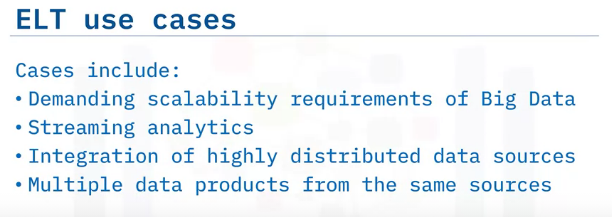 ELT use cases
Cases include:
• Demanding scalability requirements of Big Data
• Streaming analytics
• Integration of highly distributed data sources
• Multiple data products from the same sources